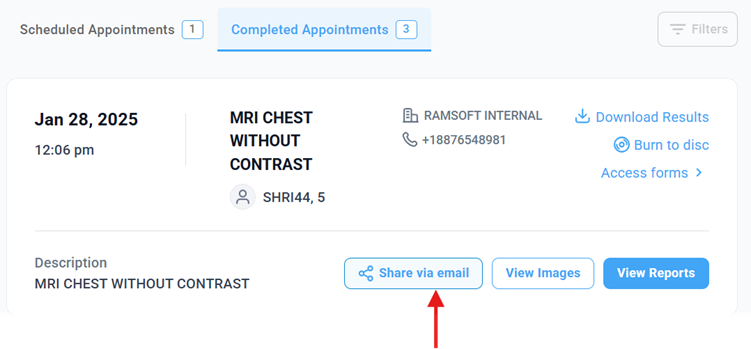 Scheduled Appointments 1
Completed Appointments 3
Filters
Jan 28, 2025
12:06 pm
MRI CHEST
WITHOUT
CONTRAST
SHRI44, 5
RAMSOFT INTERNAL
+18876548981
Download Results
Burn to disc
Access forms
Description
MRI CHEST WITHOUT CONTRAST
Share via email
View Images
View Reports